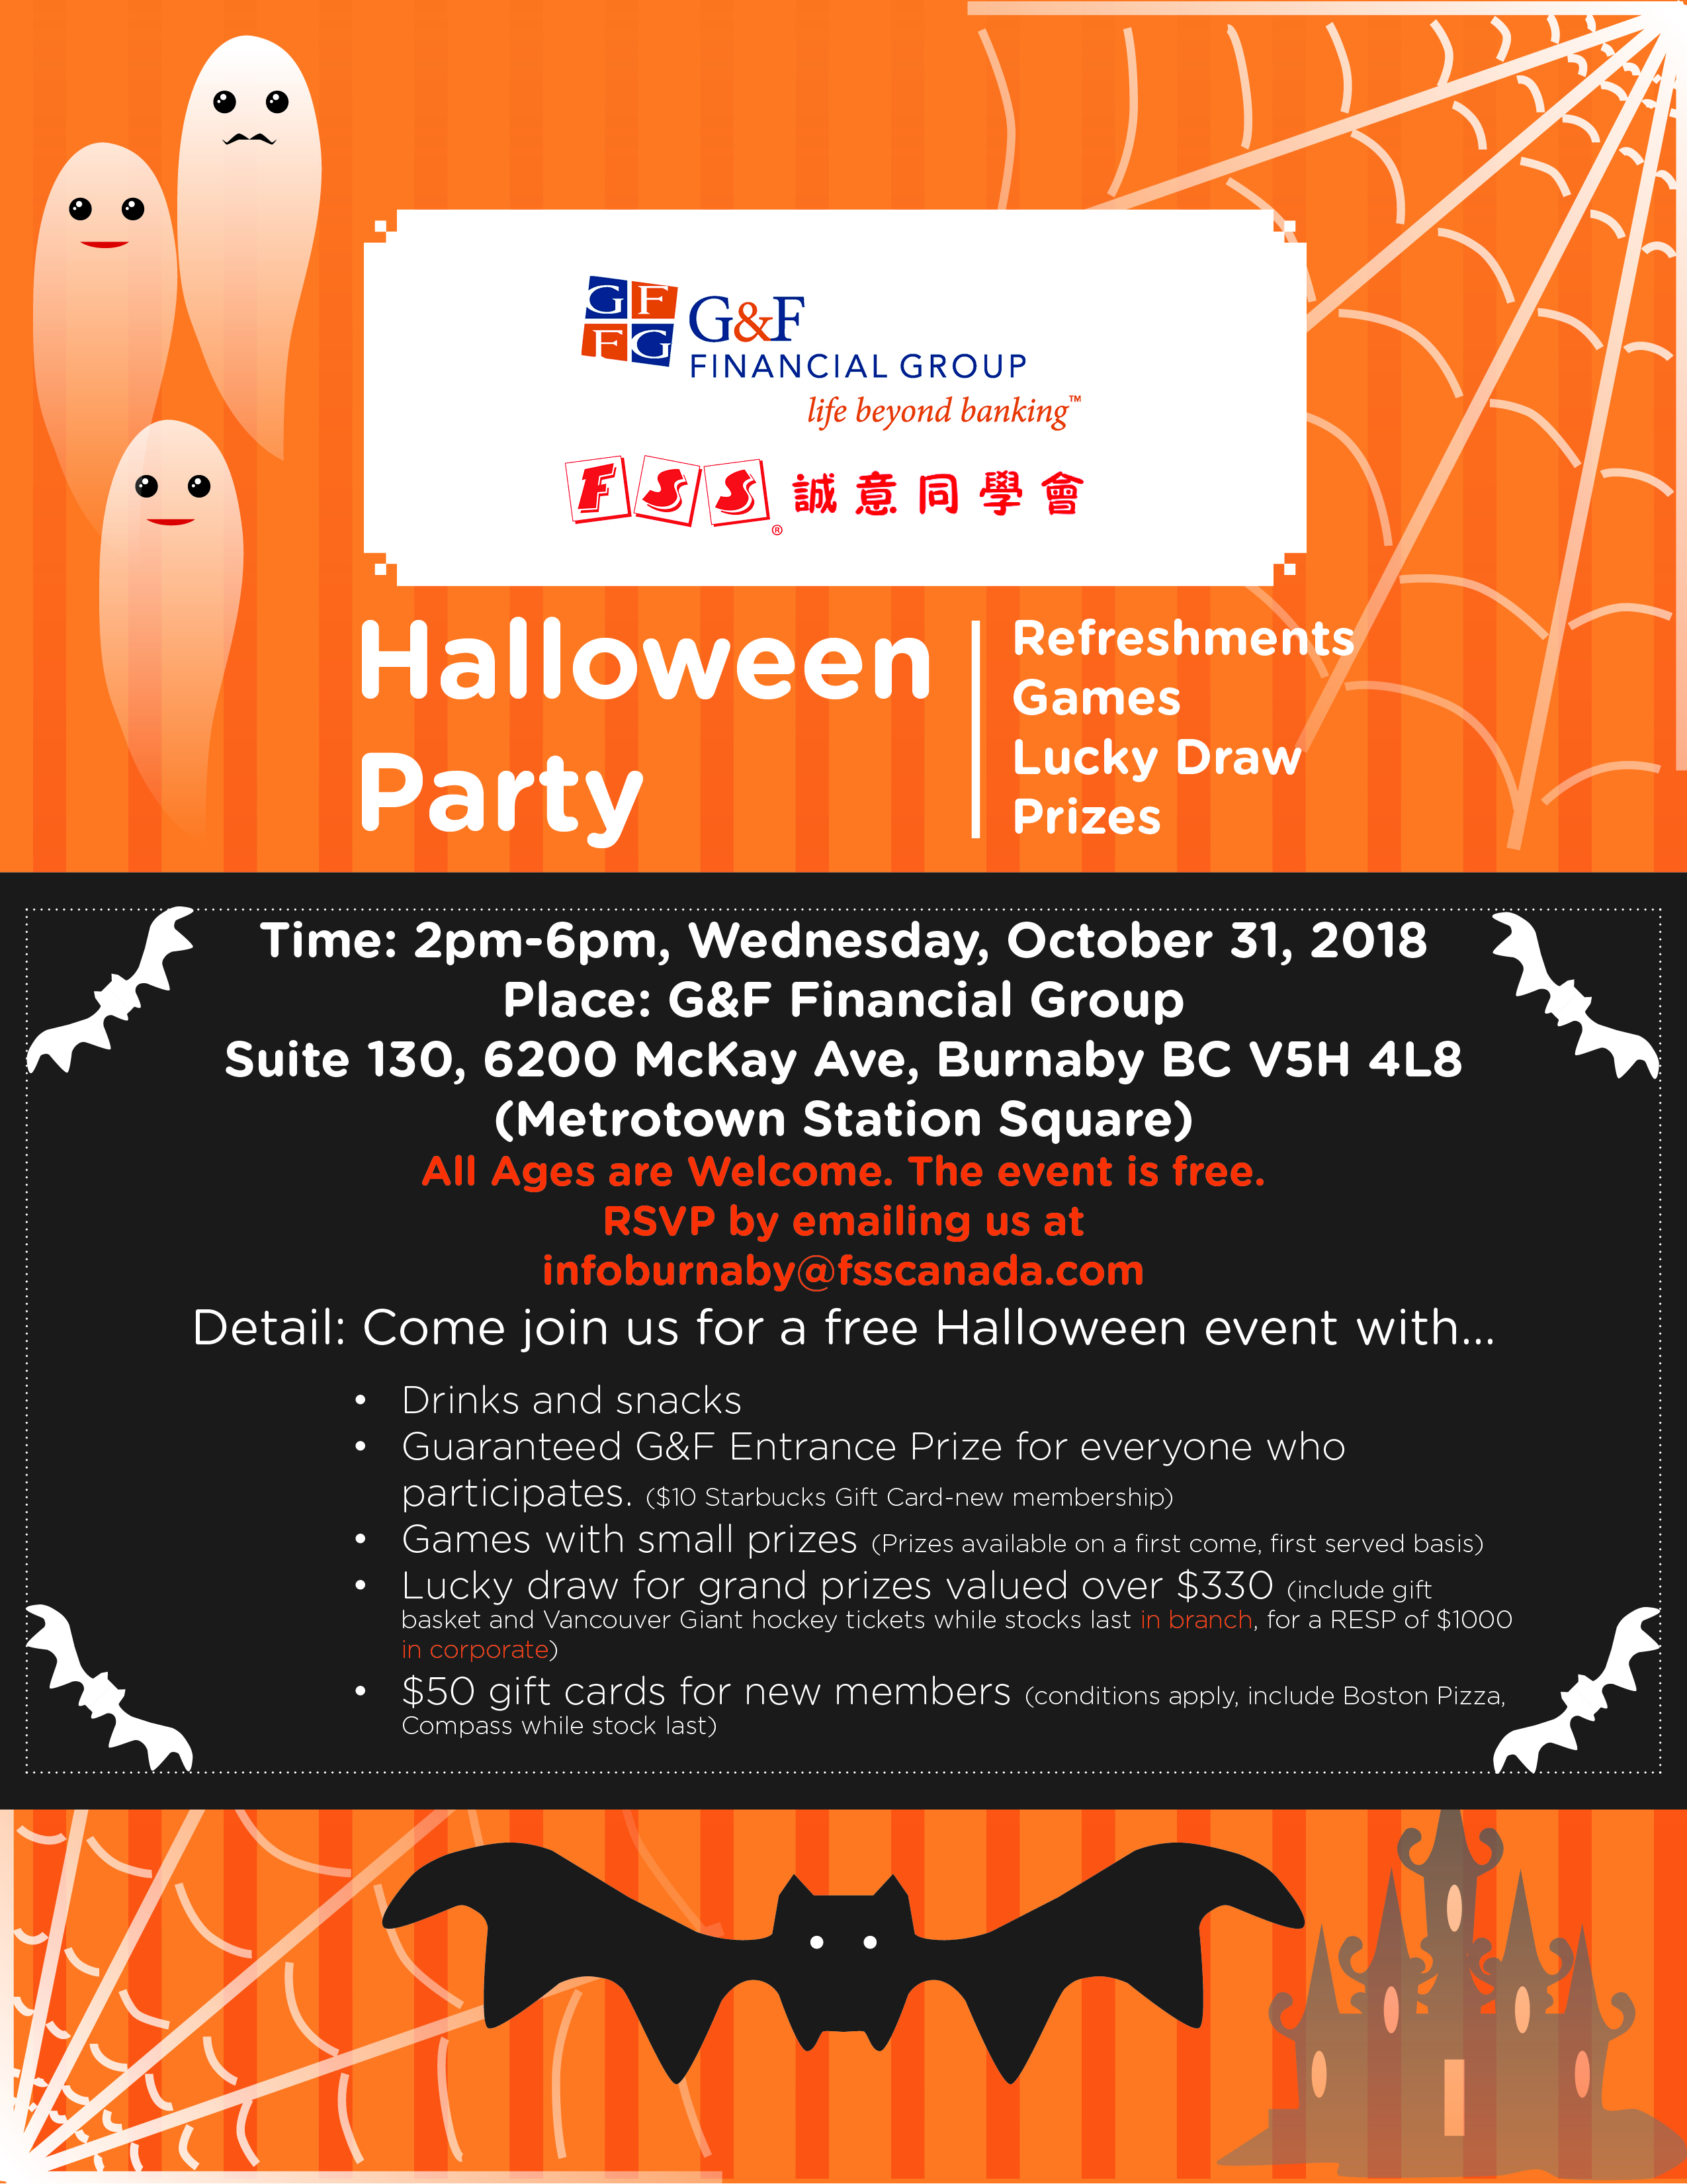 GF
FG
G&F
FINANCIAL GROUP
life beyond banking™
FSS® 誠意同學會
Halloween
Party
Refreshments
Games
Lucky Draw
Prizes
Time: 2pm-6pm, Wednesday, October 31, 2018
Place: G&F Financial Group
Suite 130, 6200 McKay Ave, Burnaby BC V5H 4L8
(Metrotown Station Square)
All Ages are Welcome. The event is free.
RSVP by emailing us at
infoburnaby@fsscanada.com
Detail: Come join us for a free Halloween event with...
• Drinks and snacks
• Guaranteed G&F Entrance Prize for everyone who
participates. ($10 Starbucks Gift Card-new membership)
• Games with small prizes (Prizes available on a first come, first served basis)
• Lucky draw for grand prizes valued over $330 (include gift
basket and Vancouver Giant hockey tickets while stocks last in branch, for a RESP of $1000
in corporate)
• $50 gift cards for new members (conditions apply, include Boston Pizza,
Compass while stock last)